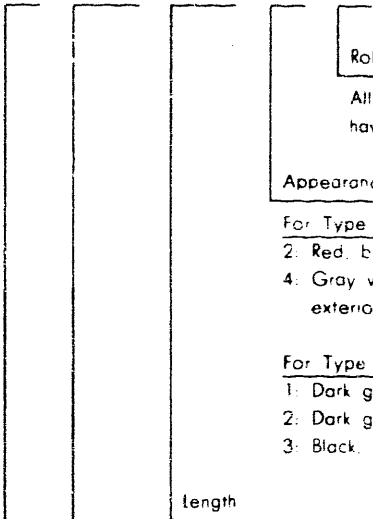 Rol
All
hav
Appearanc
For Type
2: Red, b
4: Gray v
exterio
For Type
1: Dark g
2: Dark g
3: Black.
Length